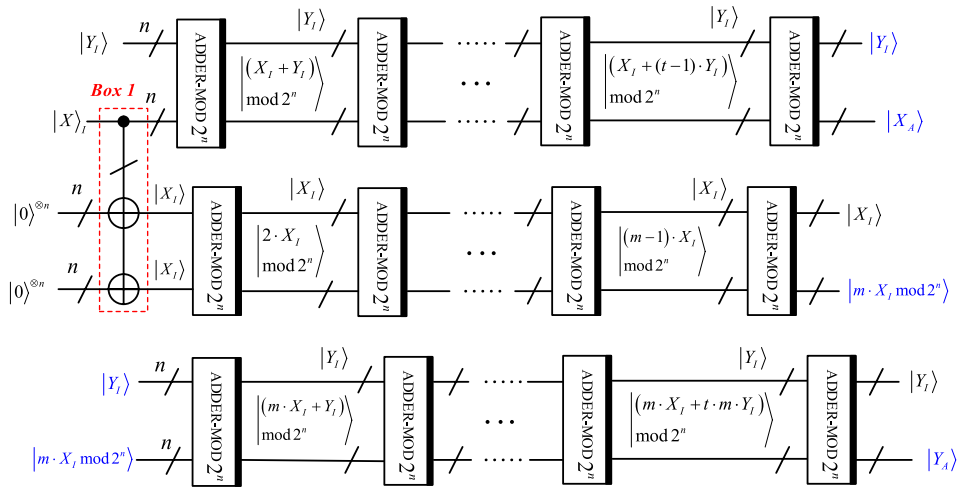 n |Y_I⟩ |Y_I⟩
|Y_I⟩ ADDER-MOD 2^n |(X_I + Y_I) mod 2^n⟩ ADDER-MOD 2^n ····· ····· ADDER-MOD 2^n |(X_I + (t−1)·Y_I) mod 2^n⟩ ADDER-MOD 2^n |Y_I⟩
···
Box 1 n
|X⟩_I |X_A⟩
n |X_I⟩ |X_I⟩ |X_I⟩
|0⟩^⊗n ADDER-MOD 2^n |2·X_I mod 2^n⟩ ADDER-MOD 2^n ····· ····· ADDER-MOD 2^n |(m−1)·X_I mod 2^n⟩ ADDER-MOD 2^n |X_I⟩
···
n |X_I⟩
|0⟩^⊗n |m·X_I mod 2^n⟩
n |Y_I⟩ |Y_I⟩
|Y_I⟩ ADDER-MOD 2^n |(m·X_I + Y_I) mod 2^n⟩ ADDER-MOD 2^n ······ ······ ADDER-MOD 2^n |(m·X_I + t·m·Y_I) mod 2^n⟩ ADDER-MOD 2^n |Y_I⟩
···
n
|m·X_I mod 2^n⟩ |Y_A⟩